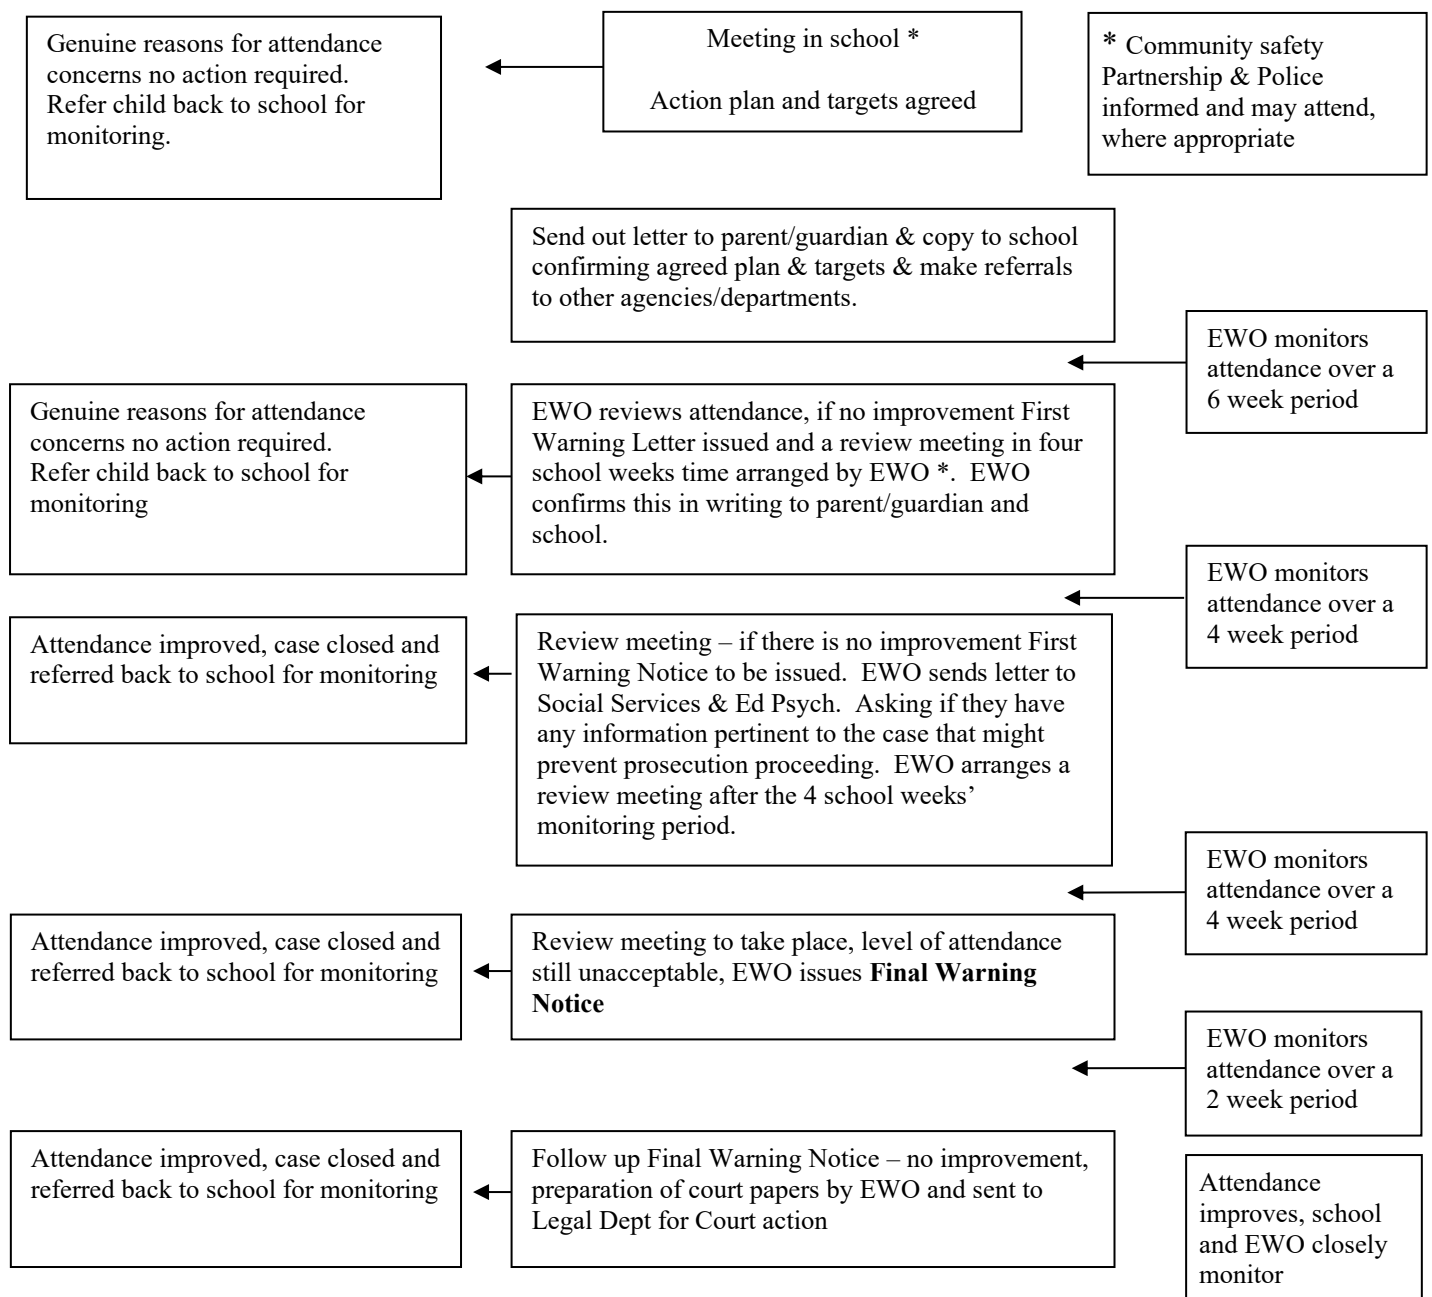 Genuine reasons for attendance
concerns no action required.
Refer child back to school for
monitoring.
Meeting in school *
Action plan and targets agreed
* Community safety
Partnership & Police
informed and may attend,
where appropriate
Send out letter to parent/guardian & copy to school
confirming agreed plan & targets & make referrals
to other agencies/departments.
EWO monitors
attendance over a
6 week period
Genuine reasons for attendance
concerns no action required.
Refer child back to school for
monitoring
EWO reviews attendance, if no improvement First
Warning Letter issued and a review meeting in four
school weeks time arranged by EWO *.  EWO
confirms this in writing to parent/guardian and
school.
EWO monitors
attendance over a
4 week period
Attendance improved, case closed and
referred back to school for monitoring
Review meeting – if there is no improvement First
Warning Notice to be issued.  EWO sends letter to
Social Services & Ed Psych.  Asking if they have
any information pertinent to the case that might
prevent prosecution proceeding.  EWO arranges a
review meeting after the 4 school weeks’
monitoring period.
EWO monitors
attendance over a
4 week period
Attendance improved, case closed and
referred back to school for monitoring
Review meeting to take place, level of attendance
still unacceptable, EWO issues Final Warning
Notice
EWO monitors
attendance over a
2 week period
Attendance improved, case closed and
referred back to school for monitoring
Follow up Final Warning Notice – no improvement,
preparation of court papers by EWO and sent to
Legal Dept for Court action
Attendance
improves, school
and EWO closely
monitor